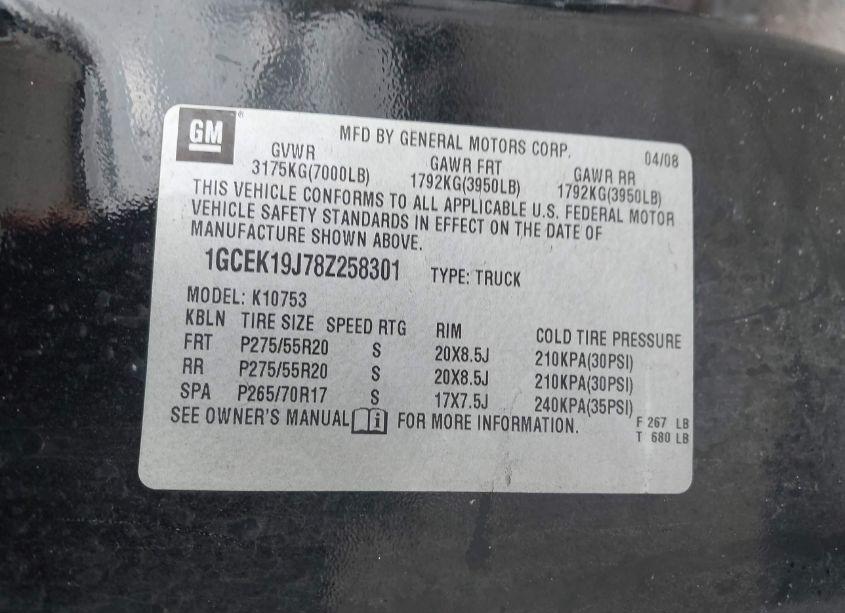 GM
MFD BY GENERAL MOTORS CORP. 04/08
GVWR GAWR FRT GAWR RR
3175KG(7000LB) 1792KG(3950LB) 1792KG(3950LB)
THIS VEHICLE CONFORMS TO ALL APPLICABLE U.S. FEDERAL MOTOR
VEHICLE SAFETY STANDARDS IN EFFECT ON THE DATE OF
MANUFACTURE SHOWN ABOVE.
1GCEK19J78Z258301 TYPE: TRUCK
MODEL: K10753
KBLN TIRE SIZE SPEED RTG RIM COLD TIRE PRESSURE
FRT P275/55R20 S 20X8.5J 210KPA(30PSI)
RR P275/55R20 S 20X8.5J 210KPA(30PSI)
SPA P265/70R17 S 17X7.5J 240KPA(35PSI)
SEE OWNER'S MANUAL i FOR MORE INFORMATION.
F 267 LB
T 680 LB